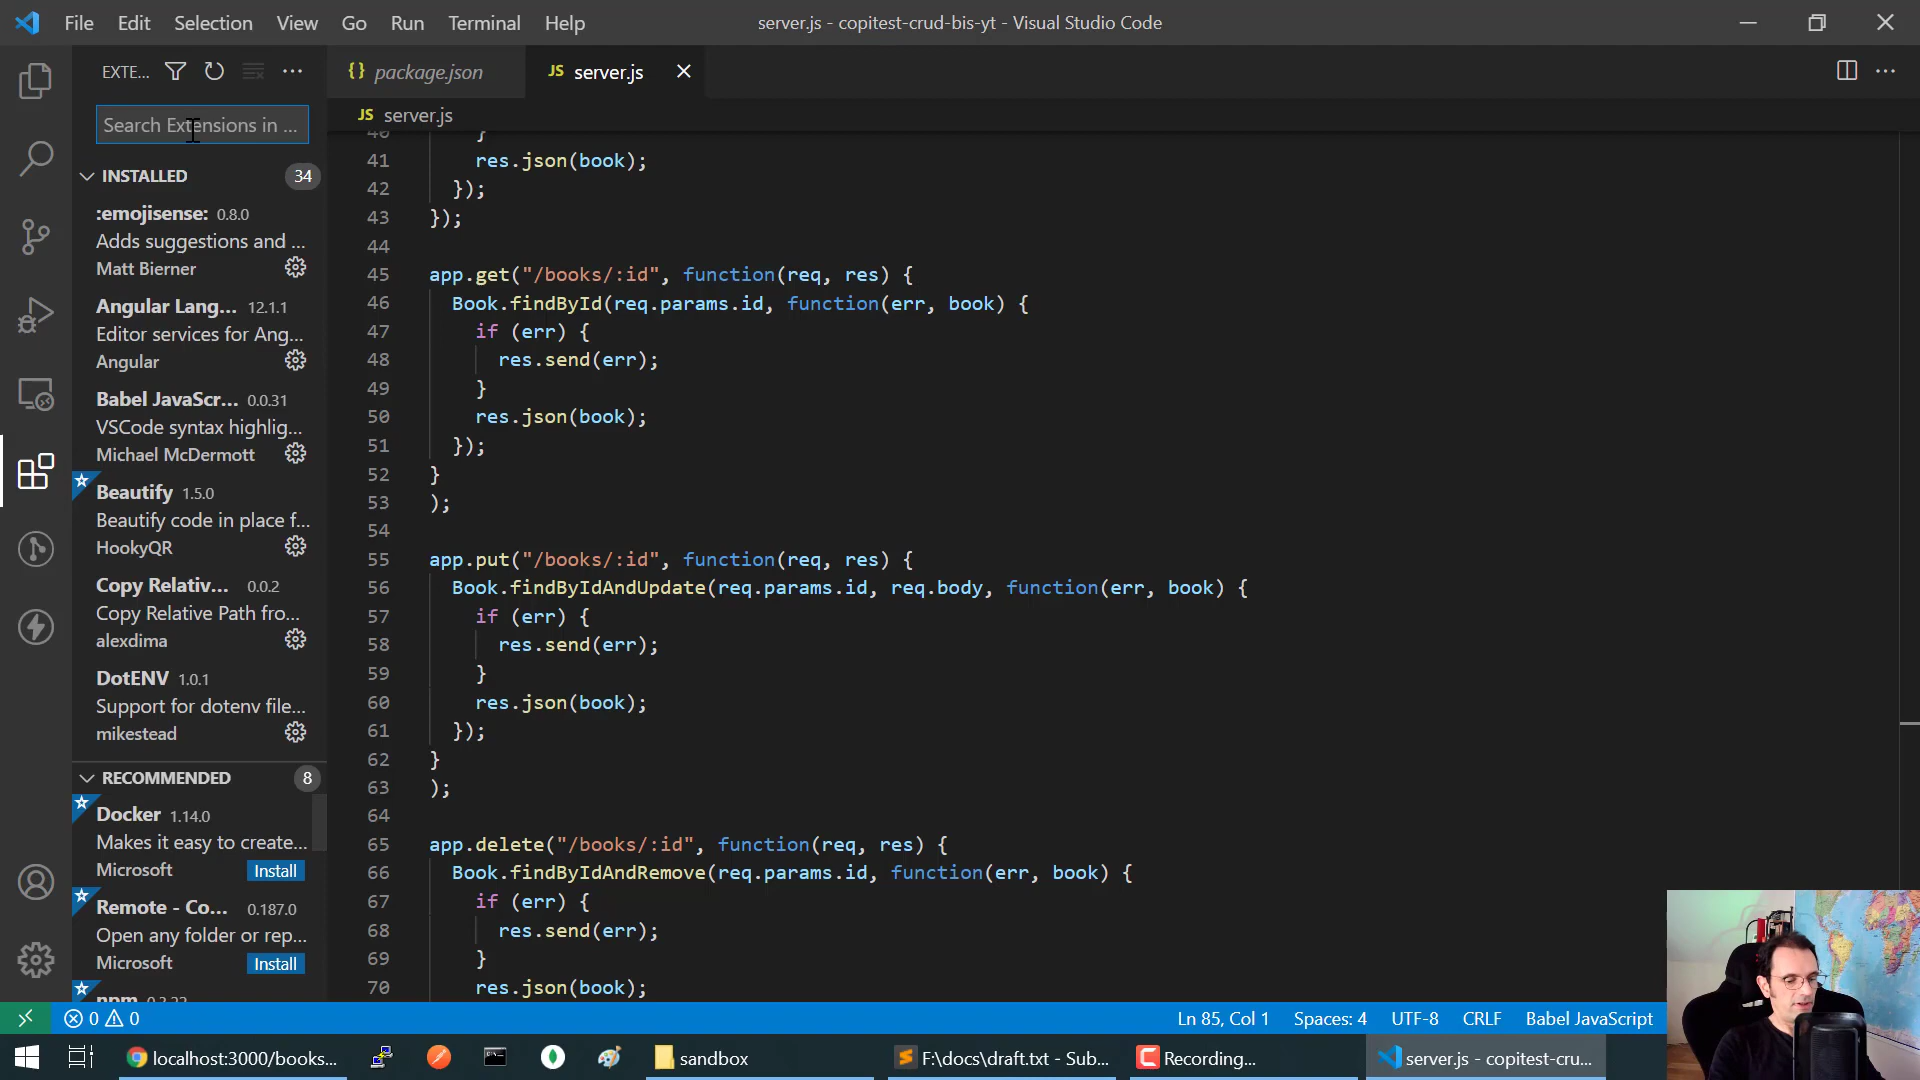 File Edit Selection View Go Run Terminal Help
server.js - copitest-crud-bis-yt - Visual Studio Code
EXTE...
{} package.json
JS server.js
Search Extensions in ...
JS server.js
INSTALLED 34
:emojisense: 0.8.0
Adds suggestions and ...
Matt Bierner
Angular Lang... 12.1.1
Editor services for Ang...
Angular
Babel JavaScr... 0.0.31
VSCode syntax highlig...
Michael McDermott
Beautify 1.5.0
Beautify code in place f...
HookyQR
Copy Relativ... 0.0.2
Copy Relative Path fro...
alexdima
DotENV 1.0.1
Support for dotenv file...
mikestead
RECOMMENDED 8
Docker 1.14.0
Makes it easy to create...
Microsoft Install
Remote - Co... 0.187.0
Open any folder or rep...
Microsoft Install
npm 0.3.22
40 }
41 res.json(book);
42 });
43 });
44
45 app.get("/books/:id", function(req, res) {
46 Book.findById(req.params.id, function(err, book) {
47 if (err) {
48 res.send(err);
49 }
50 res.json(book);
51 });
52 }
53 );
54
55 app.put("/books/:id", function(req, res) {
56 Book.findByIdAndUpdate(req.params.id, req.body, function(err, book) {
57 if (err) {
58 res.send(err);
59 }
60 res.json(book);
61 });
62 }
63 );
64
65 app.delete("/books/:id", function(req, res) {
66 Book.findByIdAndRemove(req.params.id, function(err, book) {
67 if (err) {
68 res.send(err);
69 }
70 res.json(book);
0 0
Ln 85, Col 1 Spaces: 4 UTF-8 CRLF Babel JavaScript
localhost:3000/books...
sandbox
F:\docs\draft.txt - Sub...
Recording...
server.js - copitest-cru...